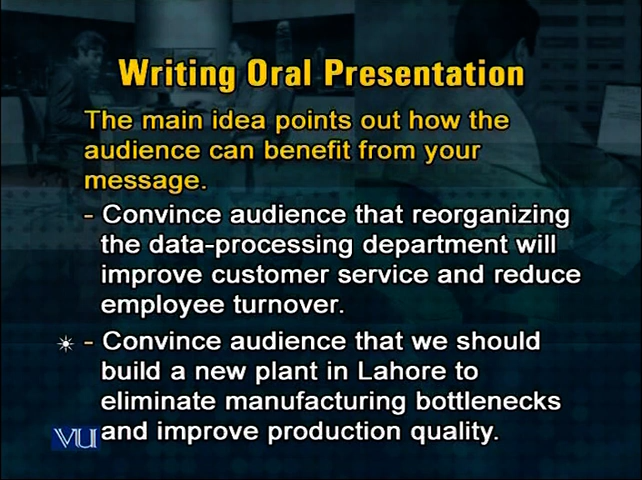 Writing Oral Presentation
The main idea points out how the
audience can benefit from your
message.
- Convince audience that reorganizing
the data-processing department will
improve customer service and reduce
employee turnover.
- Convince audience that we should
build a new plant in Lahore to
eliminate manufacturing bottlenecks
and improve production quality.
VU